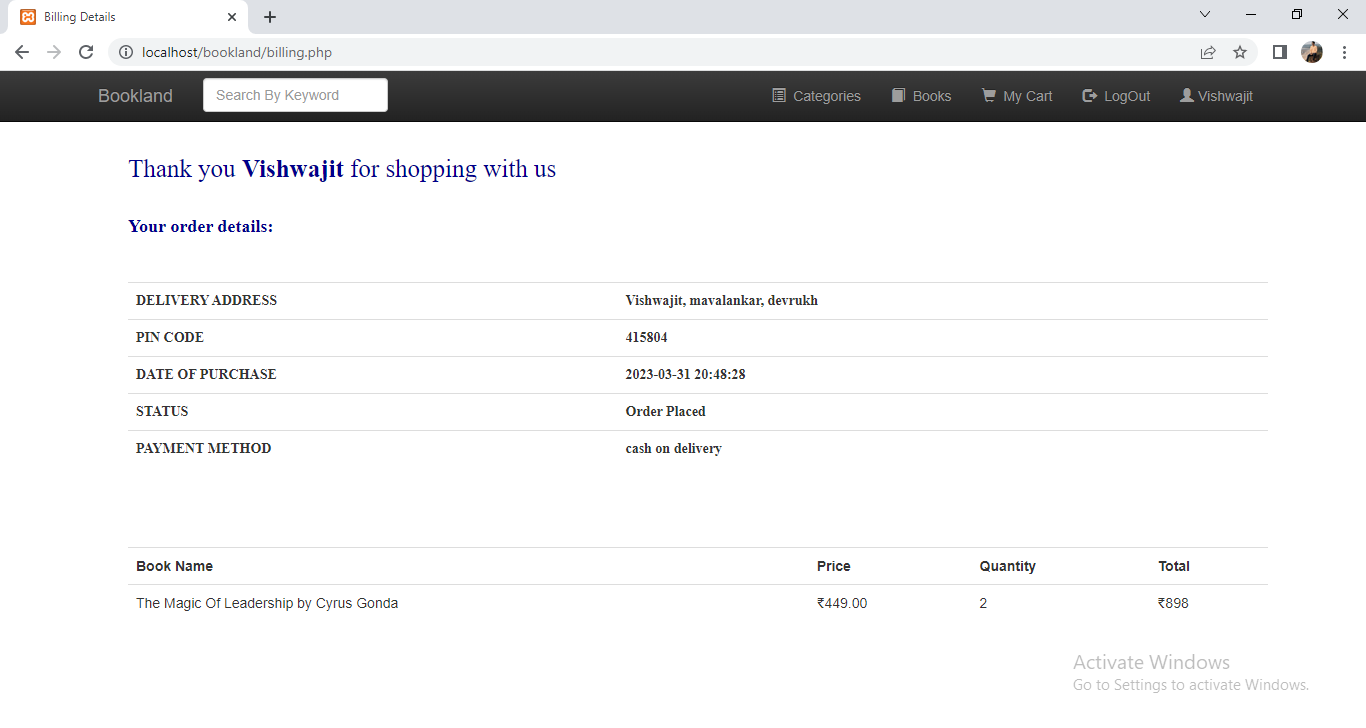 Billing Details
localhost/bookland/billing.php
Bookland Search By Keyword Categories Books My Cart LogOut Vishwajit
Thank you Vishwajit for shopping with us
Your order details:
DELIVERY ADDRESS Vishwajit, mavalankar, devrukh
PIN CODE 415804
DATE OF PURCHASE 2023-03-31 20:48:28
STATUS Order Placed
PAYMENT METHOD cash on delivery
Book Name Price Quantity Total
The Magic Of Leadership by Cyrus Gonda ₹449.00 2 ₹898
Activate Windows
Go to Settings to activate Windows.